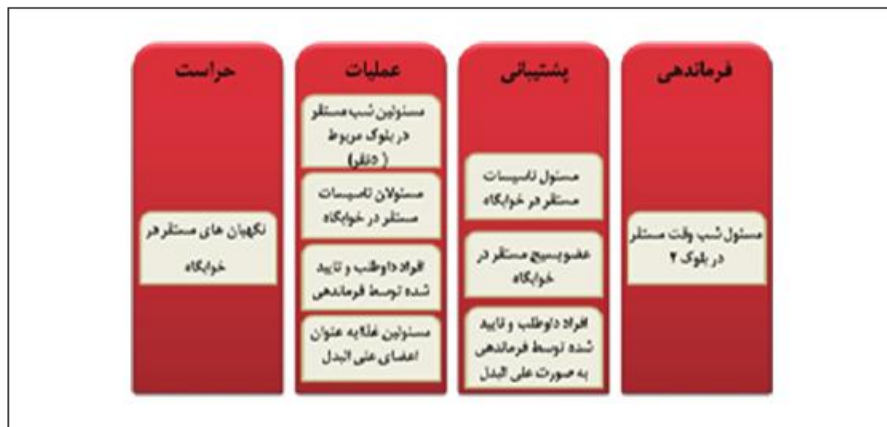 فرماندهی
مسئول شب وقت مستقر
در بلوک ۲
پشتیبانی
مسئول تاسیسات
مستقر در خوابگاه
عضوبسیج مستقر در
خوابگاه
افراد داوطلب و تایید
شده توسط فرماندهی
به صورت علی البدل
عملیات
مسئولین شب مستقر
در بلوک مربوط
( ۵نفر)
مسئولان تاسیسات
مستقر در خوابگاه
افراد داوطلب و تایید
شده توسط فرماندهی
مسئولین غذا به عنوان
اعضای علی البدل
حراست
نگهبان های مستقر در
خوابگاه